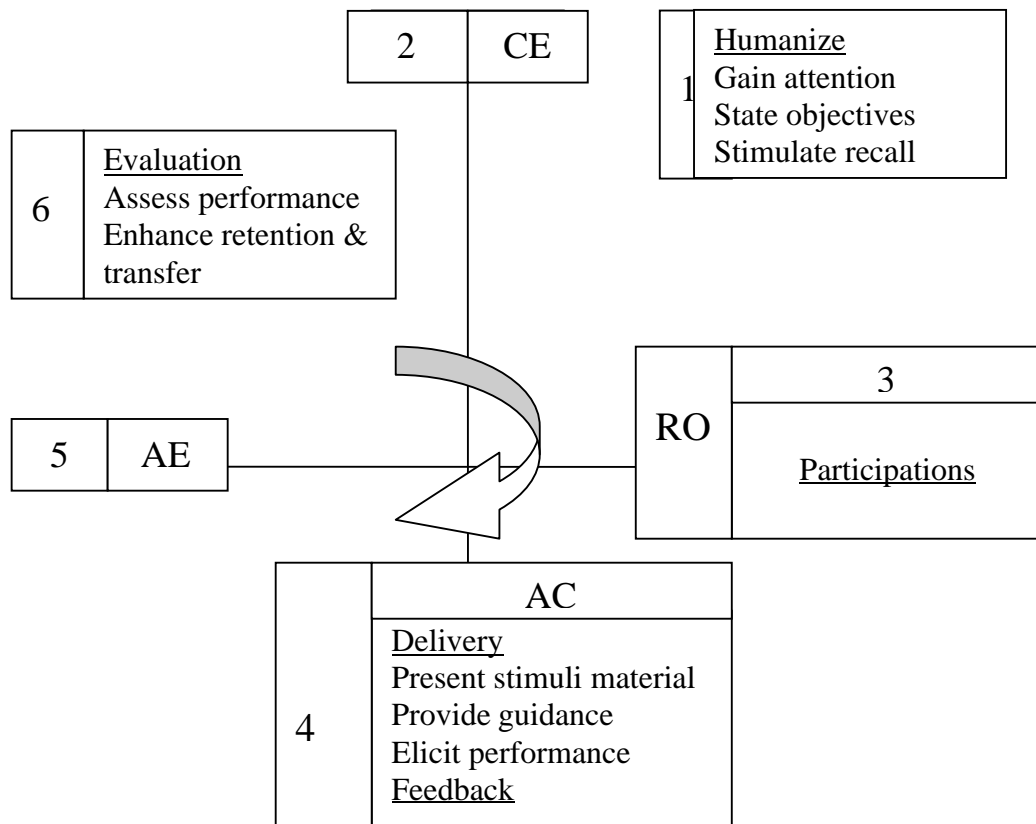 2 CE
1
Humanize
Gain attention
State objectives
Stimulate recall
6
Evaluation
Assess performance
Enhance retention &
transfer
RO
3
Participations
5 AE
4
AC
Delivery
Present stimuli material
Provide guidance
Elicit performance
Feedback